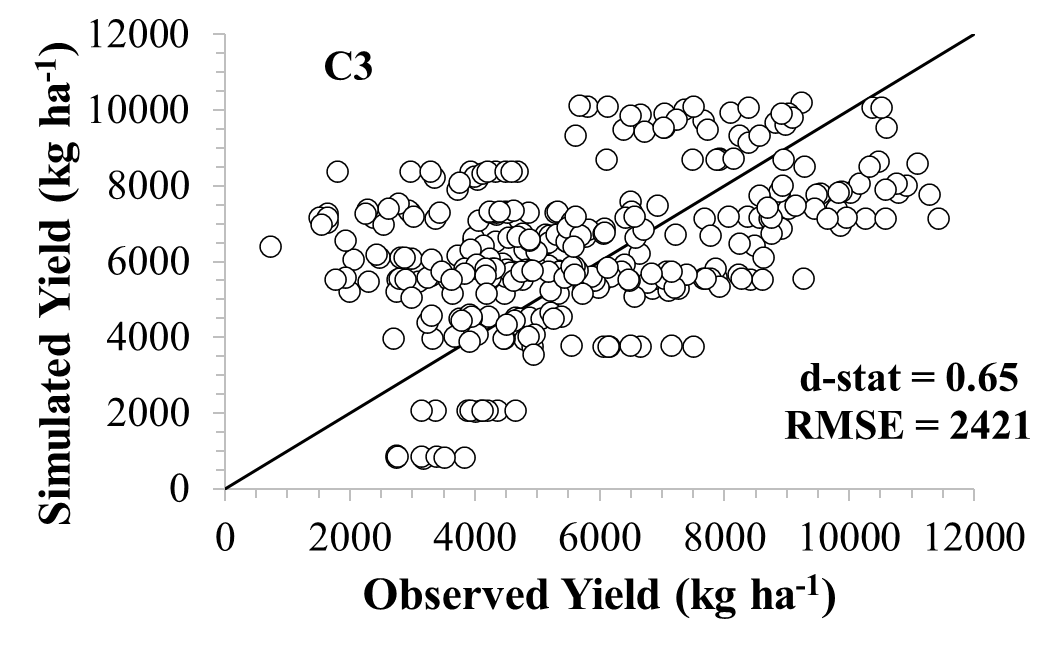 C3
Simulated Yield (kg ha⁻¹)
12000
10000
8000
6000
4000
2000
0
d-stat = 0.65
RMSE = 2421
0 2000 4000 6000 8000 10000 12000
Observed Yield (kg ha⁻¹)